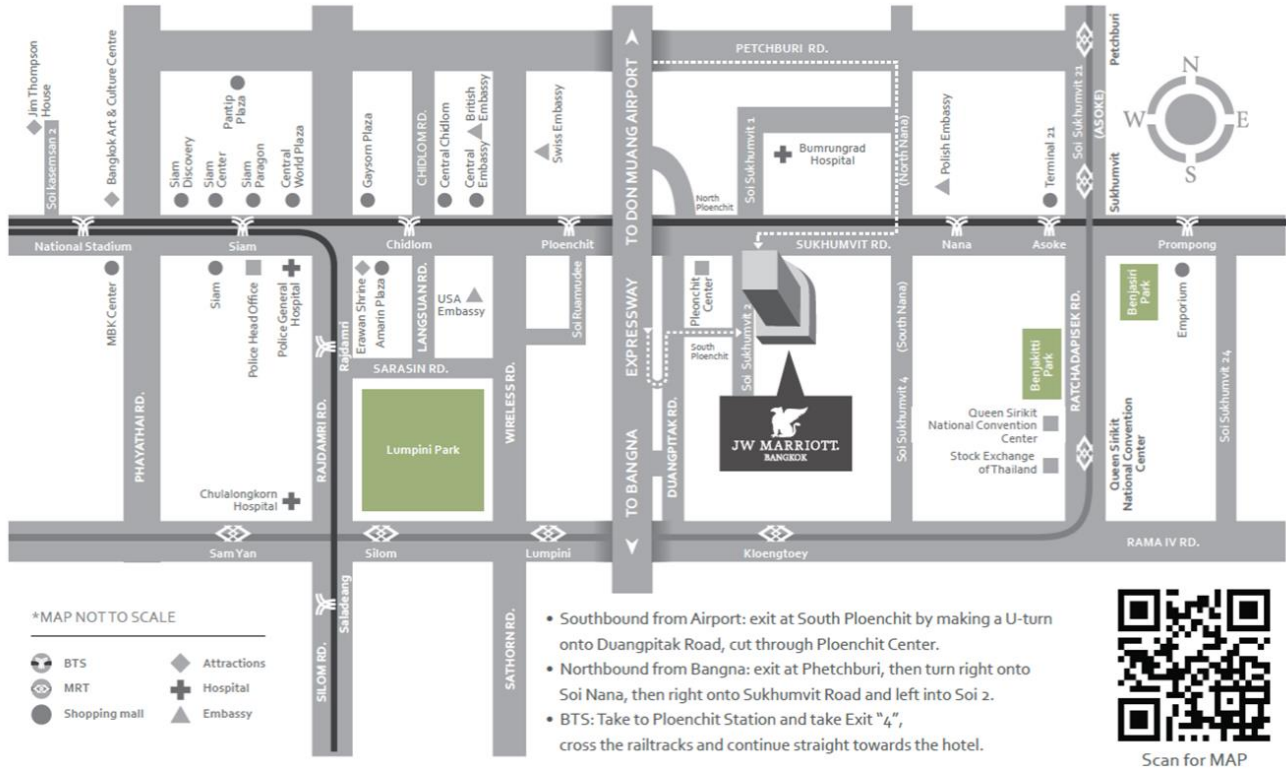 PETCHBURI RD.
Petchburi
Jim Thompson
House
Soi kasemsan 2
Bangkok Art & Culture Centre
Pantip
Plaza
Siam
Discovery
Siam
Center
Siam
Paragon
Central
World Plaza
Gaysorn Plaza
CHIDLOM RD.
Central Chidlom
Central
Embassy
British
Embassy
Swiss Embassy
TO DON MUANG AIRPORT
North
Ploenchit
Soi Sukhumvit 1
Bumrungrad
Hospital
(North Nana)
Polish Embassy
Terminal 21
Soi Sukhumvit 21
(ASOKE)
Sukhumvit
N
W
E
S
National Stadium
Siam
Chidlom
Ploenchit
SUKHUMVIT RD.
Nana
Asoke
Prompong
MBK Center
Siam
Police Head Office
Police General
Hospital
Rajdamri
Erawan Shrine
Amarin Plaza
LANGSUAN RD.
USA
Embassy
Soi Ruamrudee
EXPRESSWAY
Pleonchit
Center
South
Ploenchit
Soi Sukhumvit 2
(South Nana)
Benjasiri
Park
Emporium
Benjakitti
Park
RATCHADAPISEK RD.
SARASIN RD.
PHAYATHAI RD.
RAJDAMRI RD.
Lumpini Park
WIRELESS RD.
TO BANGNA
DUANGPITAK RD.
JW MARRIOTT.
BANGKOK
Soi Sukhumvit 4
Queen Sirikit
National Convention
Center
Stock Exchange
of Thailand
Queen Sirikit
National Convention
Center
Soi Sukhumvit 24
Chulalongkorn
Hospital
Sam Yan
Silom
Lumpini
Kloengtoey
RAMA IV RD.
Saladeang
SILOM RD.
SATHORN RD.
*MAP NOT TO SCALE
BTS
Attractions
MRT
Hospital
Shopping mall
Embassy
• Southbound from Airport: exit at South Ploenchit by making a U-turn
onto Duangpitak Road, cut through Ploenchit Center.
• Northbound from Bangna: exit at Phetchburi, then turn right onto
Soi Nana, then right onto Sukhumvit Road and left into Soi 2.
• BTS: Take to Ploenchit Station and take Exit “4”,
cross the railtracks and continue straight towards the hotel.
Scan for MAP